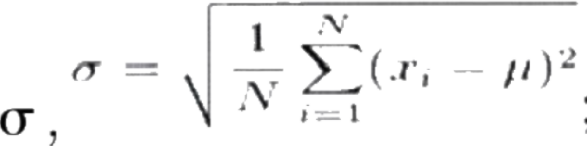 σ, σ = √(1/N ∑_{i=1}^{N} (x_i − μ)^2);